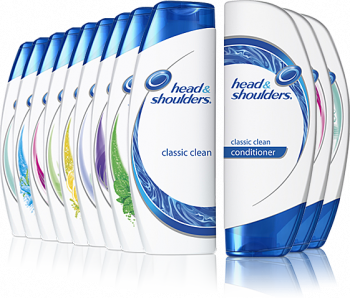 head&
shoulders.
classic clean
head&
shoulders.
classic clean
conditioner